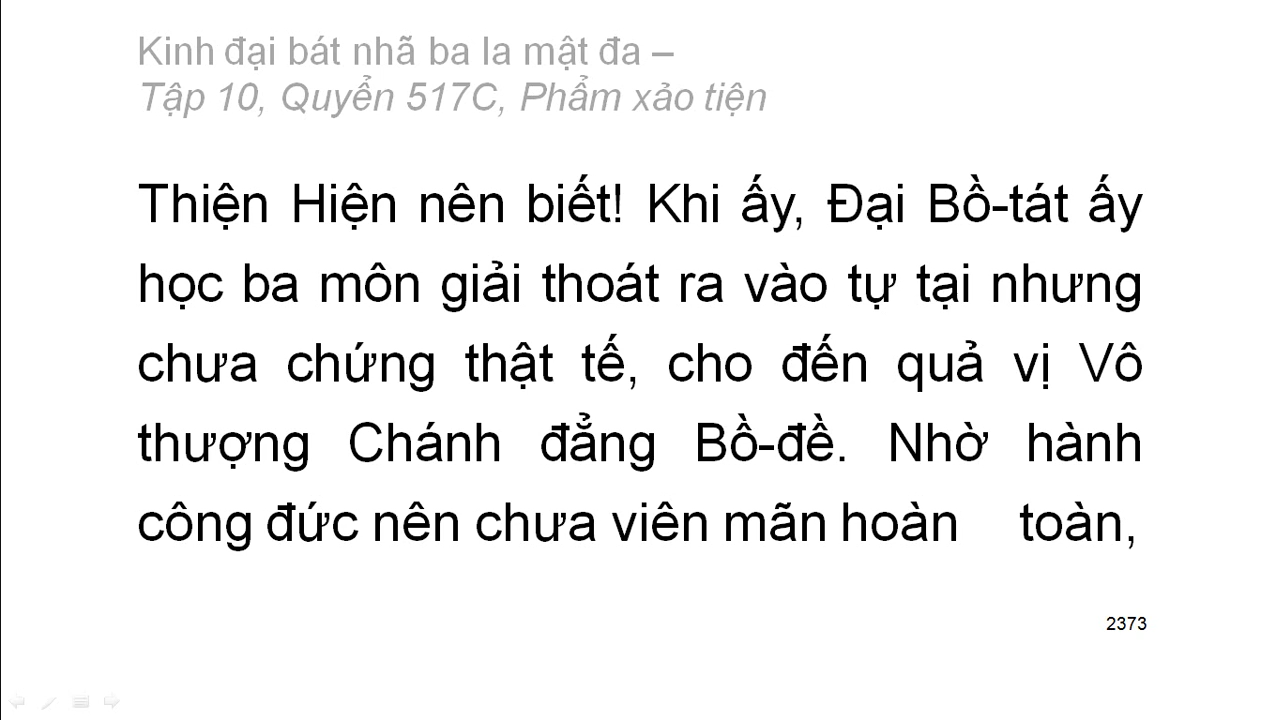 Kinh đại bát nhã ba la mật đa –
Tập 10, Quyển 517C, Phẩm xảo tiện
Thiện Hiện nên biết! Khi ấy, Đại Bồ-tát ấy
học ba môn giải thoát ra vào tự tại nhưng
chưa chứng thật tế, cho đến quả vị Vô
thượng Chánh đẳng Bồ-đề. Nhờ hành
công đức nên chưa viên mãn hoàn toàn,
2373